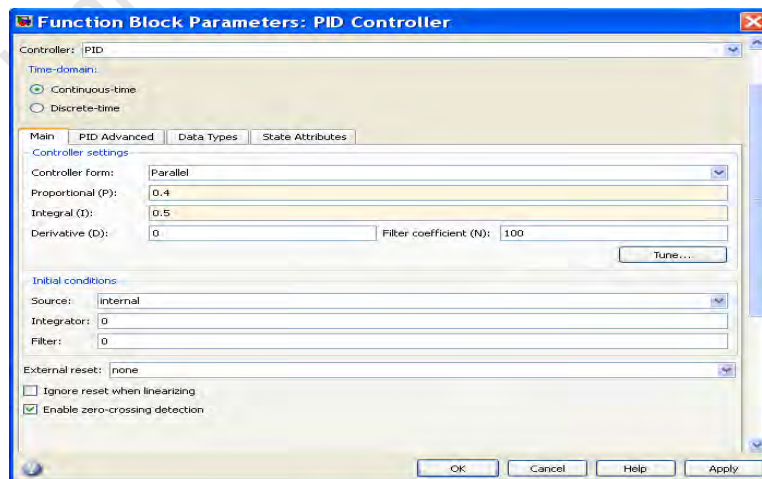 Function Block Parameters: PID Controller
Controller: PID
Time-domain:
Continuous-time
Discrete-time
Main PID Advanced Data Types State Attributes
Controller settings
Controller form: Parallel
Proportional (P): 0.4
Integral (I): 0.5
Derivative (D): 0 Filter coefficient (N): 100
Tune...
Initial conditions
Source: internal
Integrator: 0
Filter: 0
External reset: none
Ignore reset when linearizing
Enable zero-crossing detection
OK Cancel Help Apply